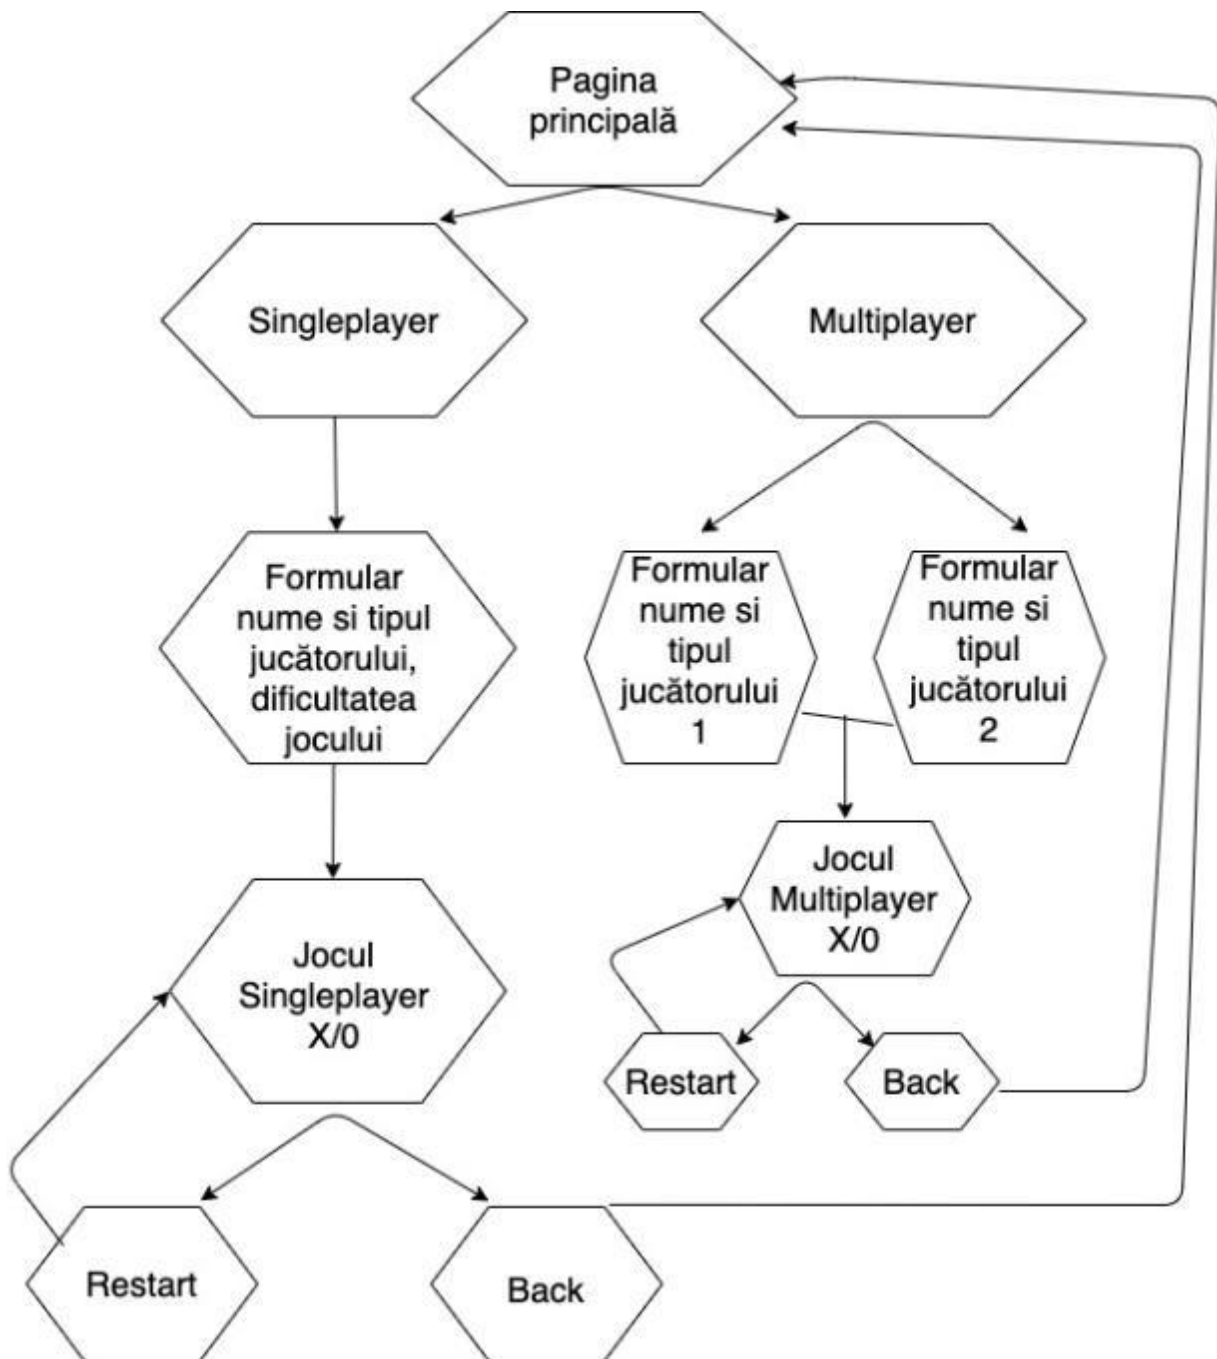 Pagina
principală
Singleplayer
Multiplayer
Formular
nume si tipul
jucătorului,
dificultatea
jocului
Formular
nume si
tipul
jucătorului
1
Formular
nume si
tipul
jucătorului
2
Jocul
Multiplayer
X/0
Jocul
Singleplayer
X/0
Restart
Back
Restart
Back